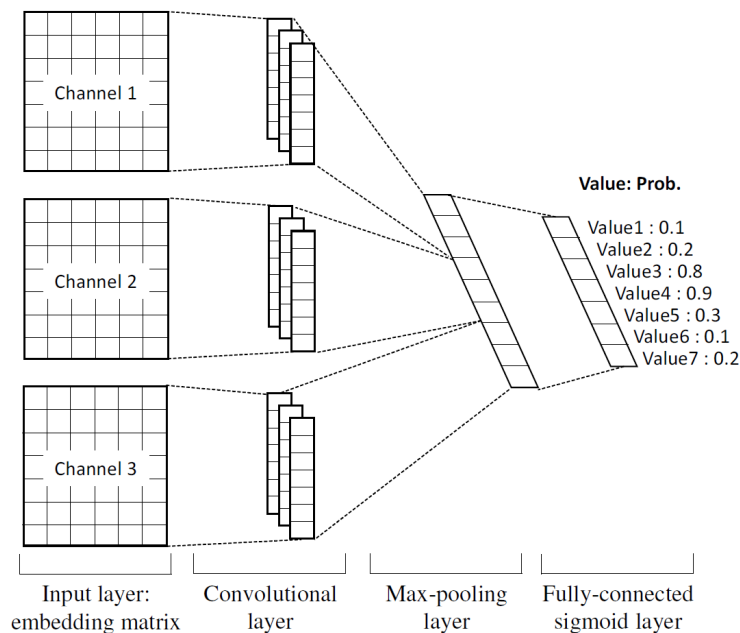 Channel 1
Channel 2
Channel 3
Value: Prob.
Value1 : 0.1
Value2 : 0.2
Value3 : 0.8
Value4 : 0.9
Value5 : 0.3
Value6 : 0.1
Value7 : 0.2
Input layer:
embedding matrix
Convolutional
layer
Max-pooling
layer
Fully-connected
sigmoid layer